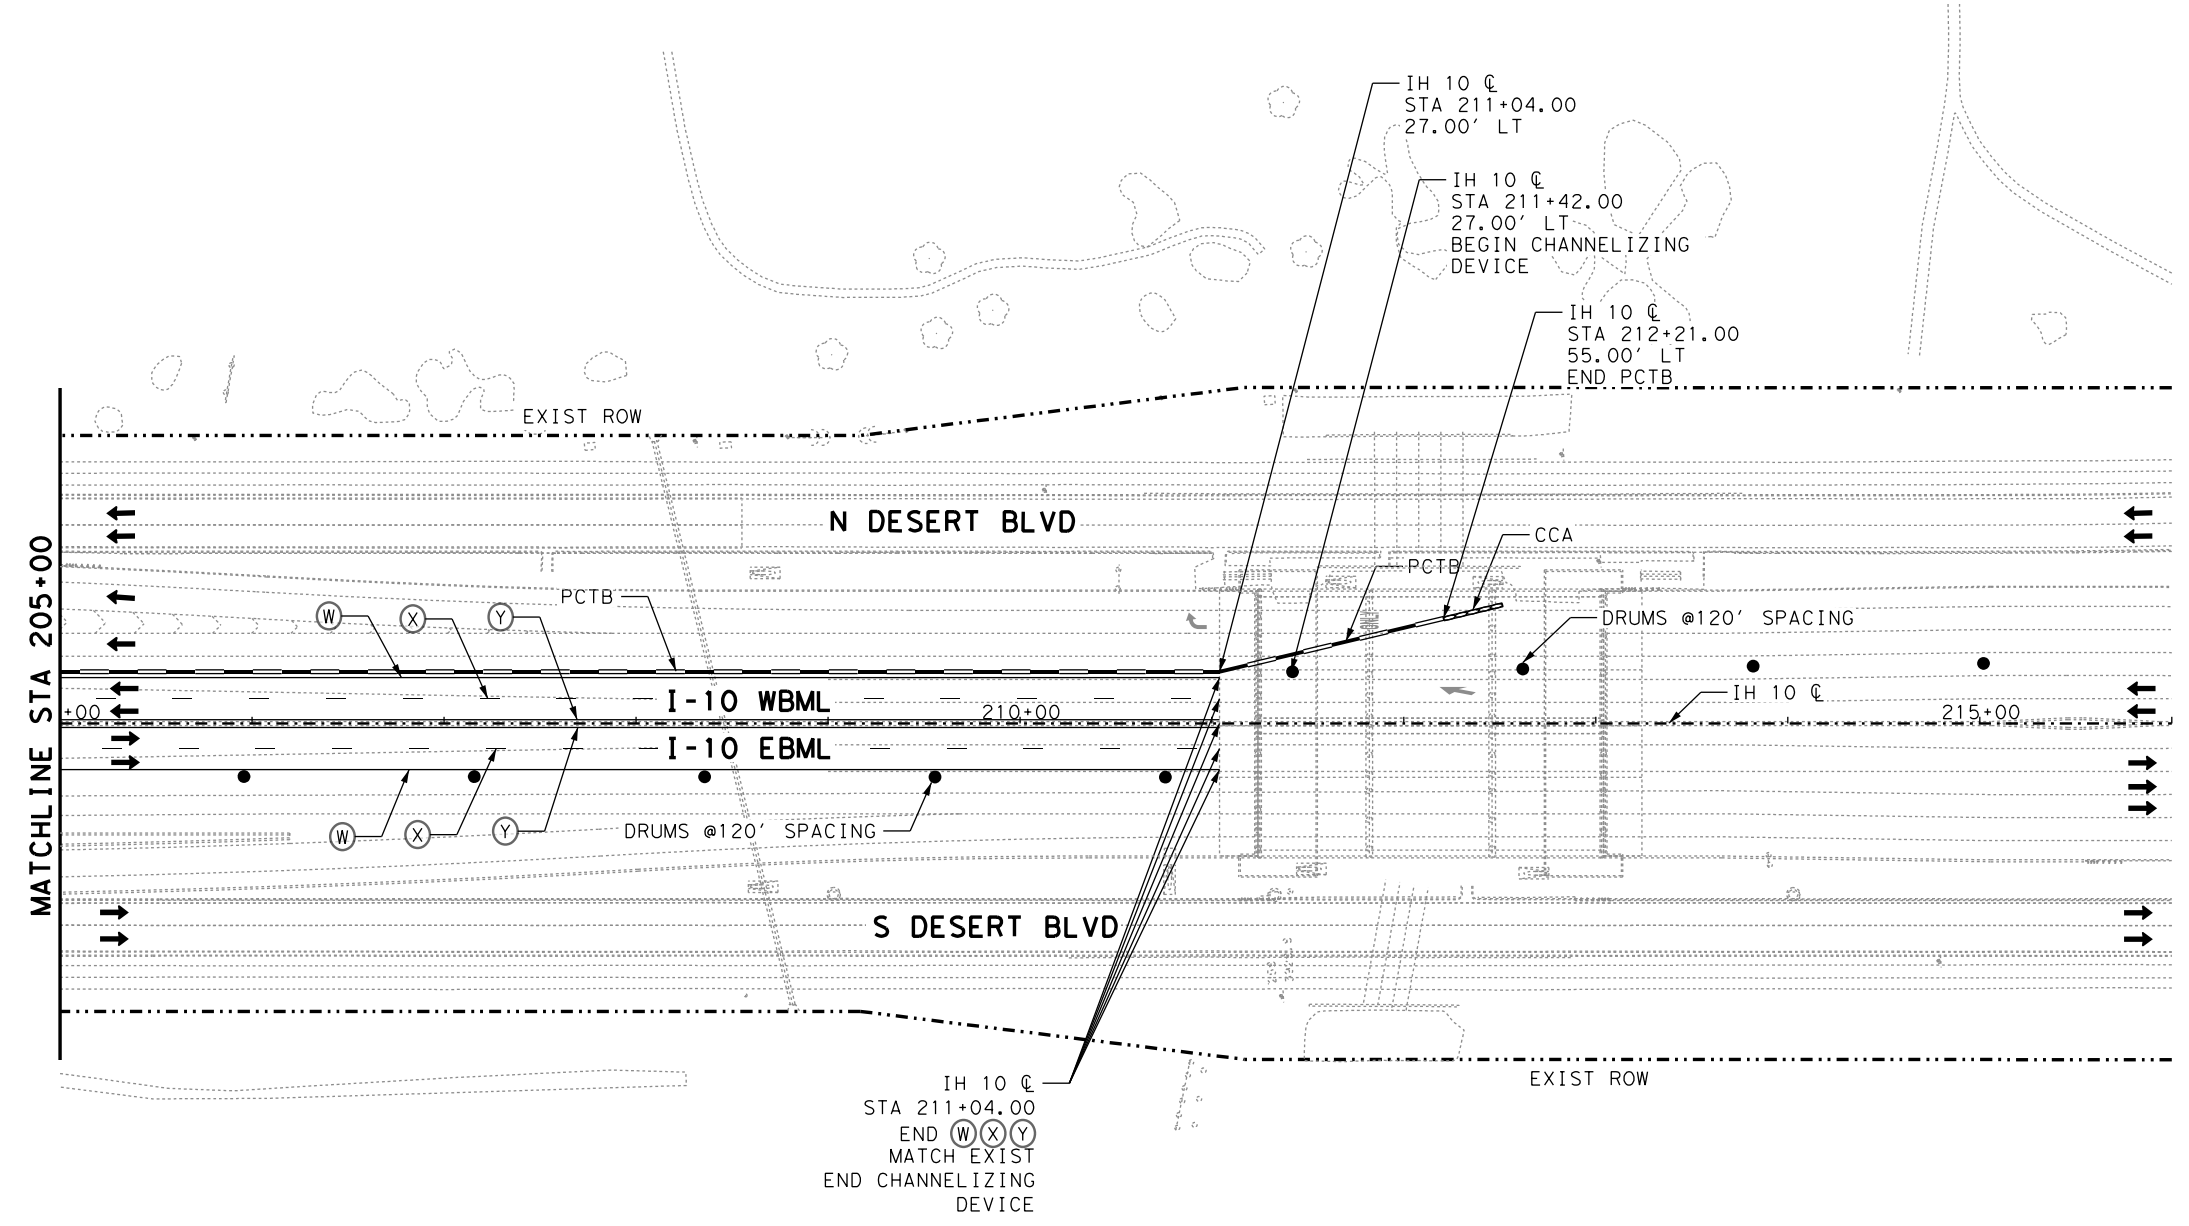 IH 10 ℄
STA 211+04.00
27.00' LT
IH 10 ℄
STA 211+42.00
27.00' LT
BEGIN CHANNELIZING
DEVICE
IH 10 ℄
STA 212+21.00
55.00' LT
END PCTB
EXIST ROW
N DESERT BLVD
CCA
PCTB
PCTB
W
X
Y
DRUMS @120' SPACING
MATCHLINE STA 205+00
IH 10 ℄
I-10 WBML
+00
210+00
215+00
I-10 EBML
W
X
Y
DRUMS @120' SPACING
S DESERT BLVD
EXIST ROW
IH 10 ℄
STA 211+04.00
END W X Y
MATCH EXIST
END CHANNELIZING
DEVICE